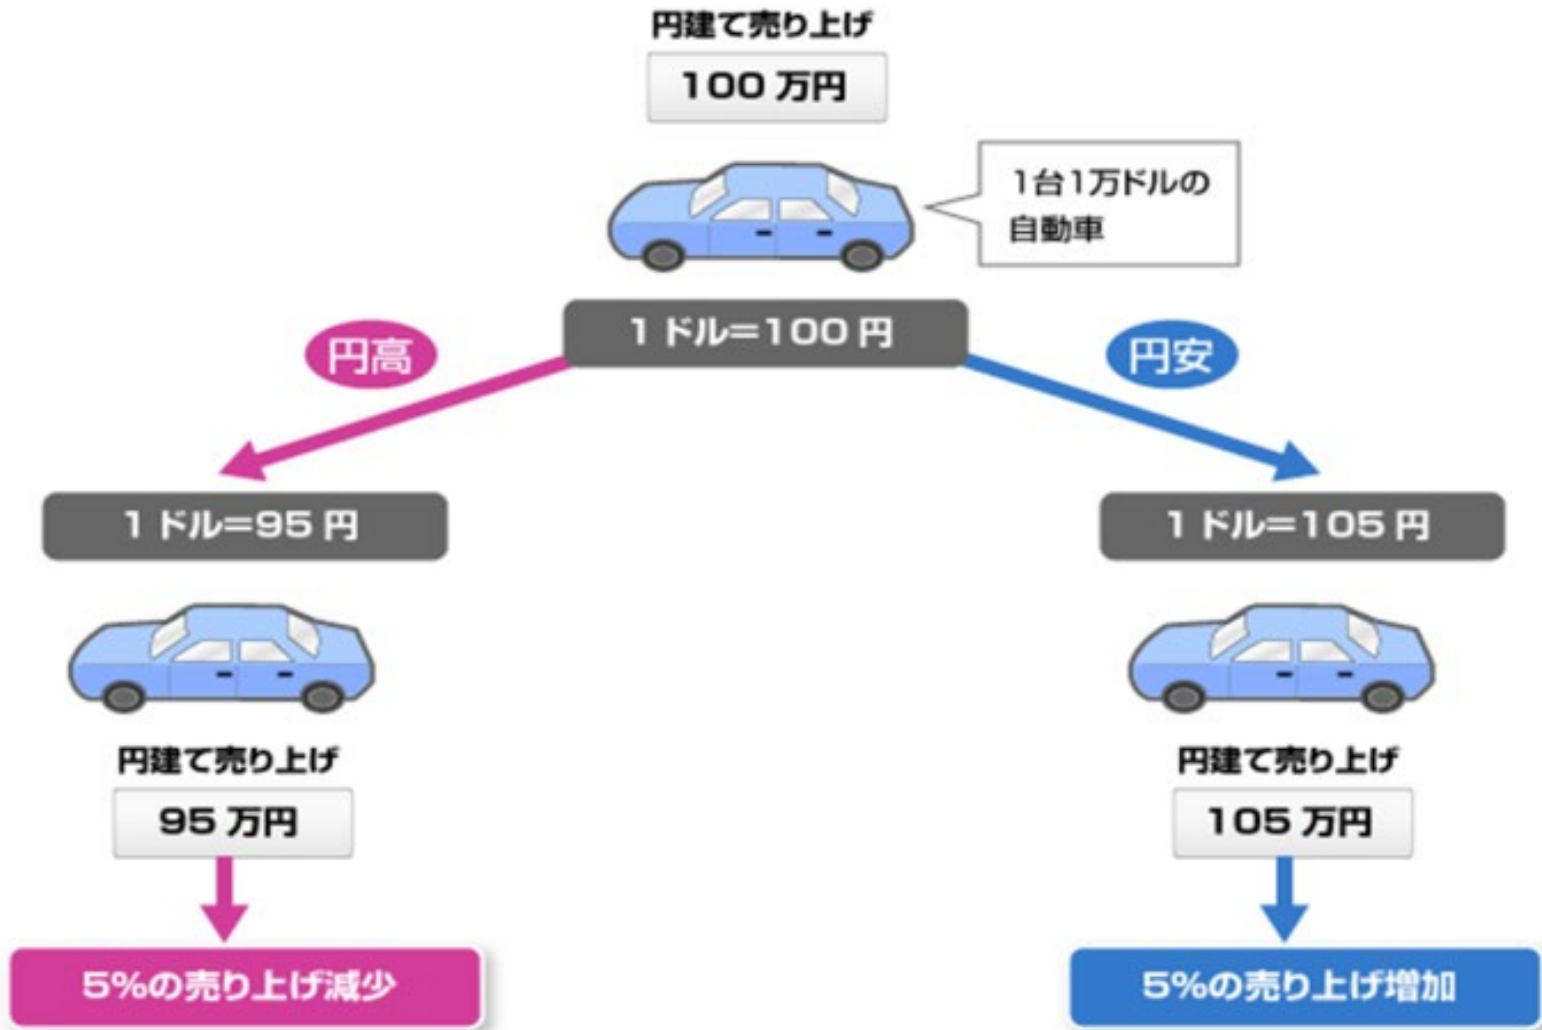 円建て売り上げ
100 万円
1台1万ドルの
自動車
1 ドル=100 円
円高
円安
1 ドル=95 円
1 ドル=105 円
円建て売り上げ
円建て売り上げ
95 万円
105 万円
5%の売り上げ減少
5%の売り上げ増加